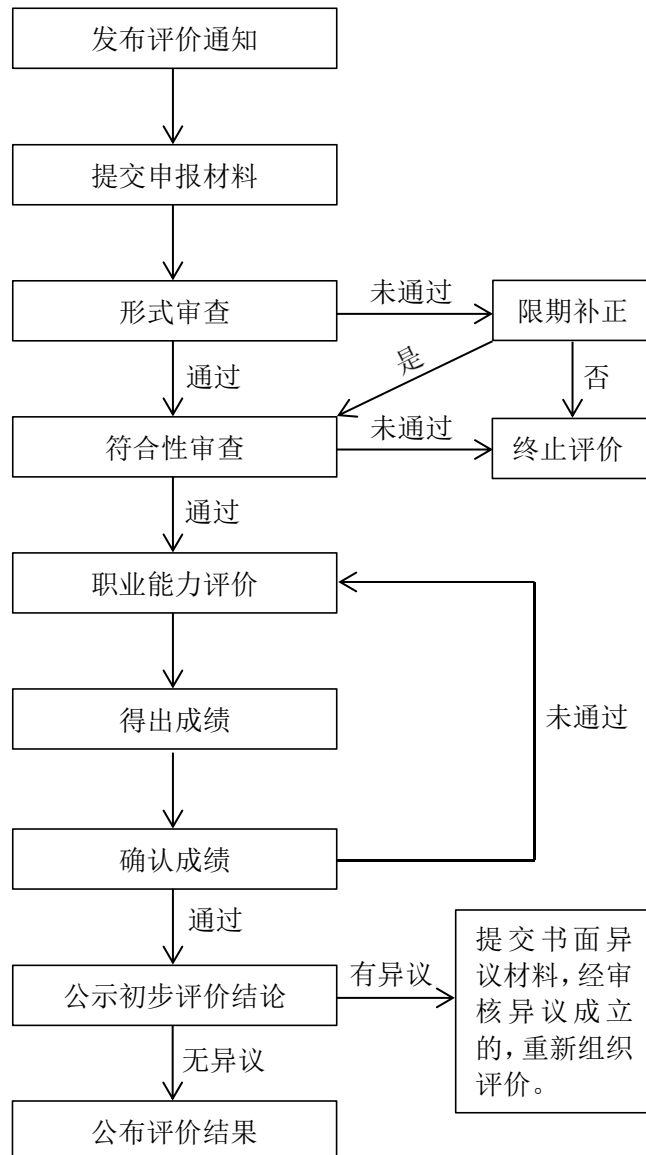 发布评价通知
提交申报材料
形式审查
未通过
限期补正
通过
是
否
符合性审查
未通过
终止评价
通过
职业能力评价
得出成绩
未通过
确认成绩
通过
公示初步评价结论
有异议
提交书面异
议材料，经审
核异议成立
的，重新组织
评价。
无异议
公布评价结果